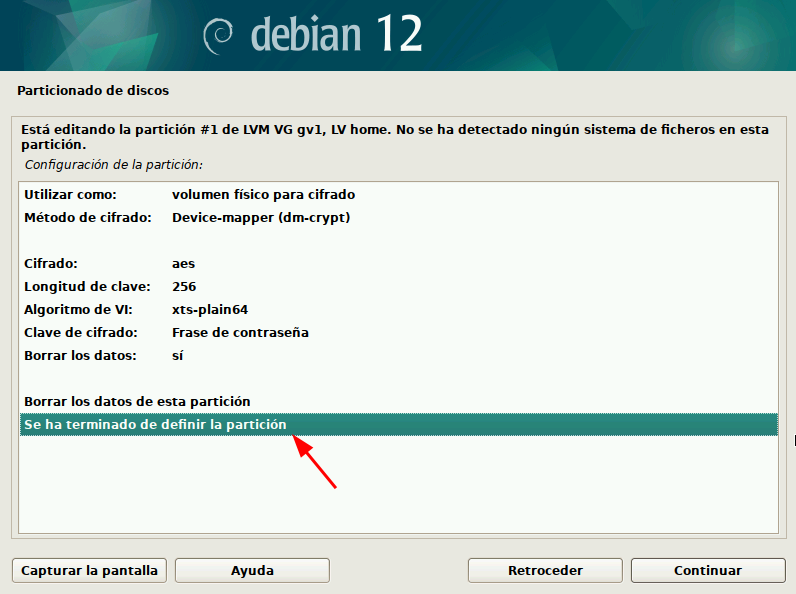 debian 12
Particionado de discos
Está editando la partición #1 de LVM VG gv1, LV home. No se ha detectado ningún sistema de ficheros en esta
partición.
Configuración de la partición:
Utilizar como: volumen físico para cifrado
Método de cifrado: Device-mapper (dm-crypt)
Cifrado: aes
Longitud de clave: 256
Algoritmo de VI: xts-plain64
Clave de cifrado: Frase de contraseña
Borrar los datos: sí
Borrar los datos de esta partición
Se ha terminado de definir la partición
Capturar la pantalla Ayuda Retroceder Continuar